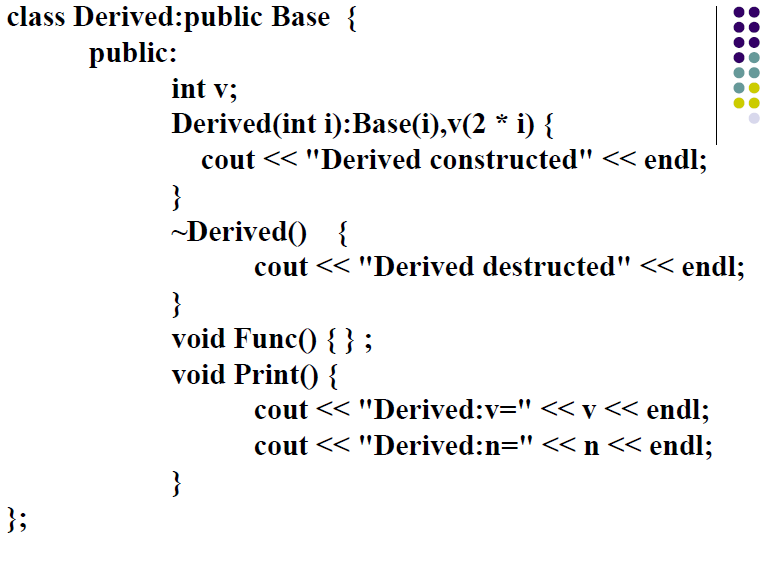 class Derived:public Base {
public:
int v;
Derived(int i):Base(i),v(2 * i) {
cout << "Derived constructed" << endl;
}
~Derived() {
cout << "Derived destructed" << endl;
}
void Func() { } ;
void Print() {
cout << "Derived:v=" << v << endl;
cout << "Derived:n=" << n << endl;
}
};